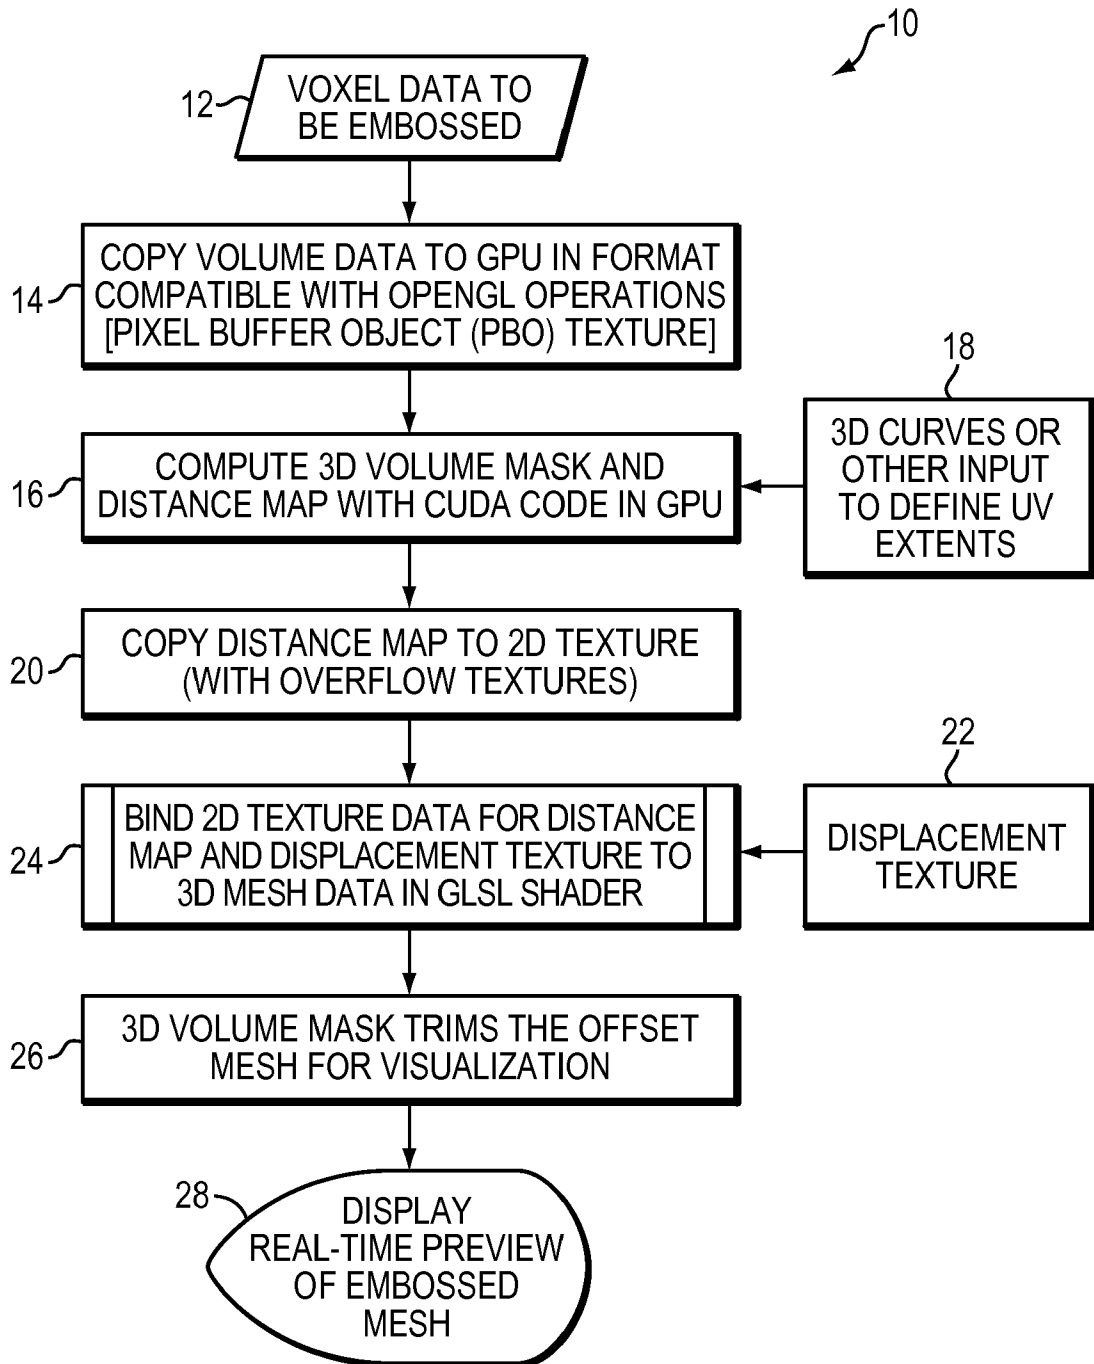 10
12
VOXEL DATA TO
BE EMBOSSED
14
COPY VOLUME DATA TO GPU IN FORMAT
COMPATIBLE WITH OPENGL OPERATIONS
[PIXEL BUFFER OBJECT (PBO) TEXTURE]
16
COMPUTE 3D VOLUME MASK AND
DISTANCE MAP WITH CUDA CODE IN GPU
18
3D CURVES OR
OTHER INPUT
TO DEFINE UV
EXTENTS
20
COPY DISTANCE MAP TO 2D TEXTURE
(WITH OVERFLOW TEXTURES)
22
DISPLACEMENT
TEXTURE
24
BIND 2D TEXTURE DATA FOR DISTANCE
MAP AND DISPLACEMENT TEXTURE TO
3D MESH DATA IN GLSL SHADER
26
3D VOLUME MASK TRIMS THE OFFSET
MESH FOR VISUALIZATION
28
DISPLAY
REAL-TIME PREVIEW
OF EMBOSSED
MESH